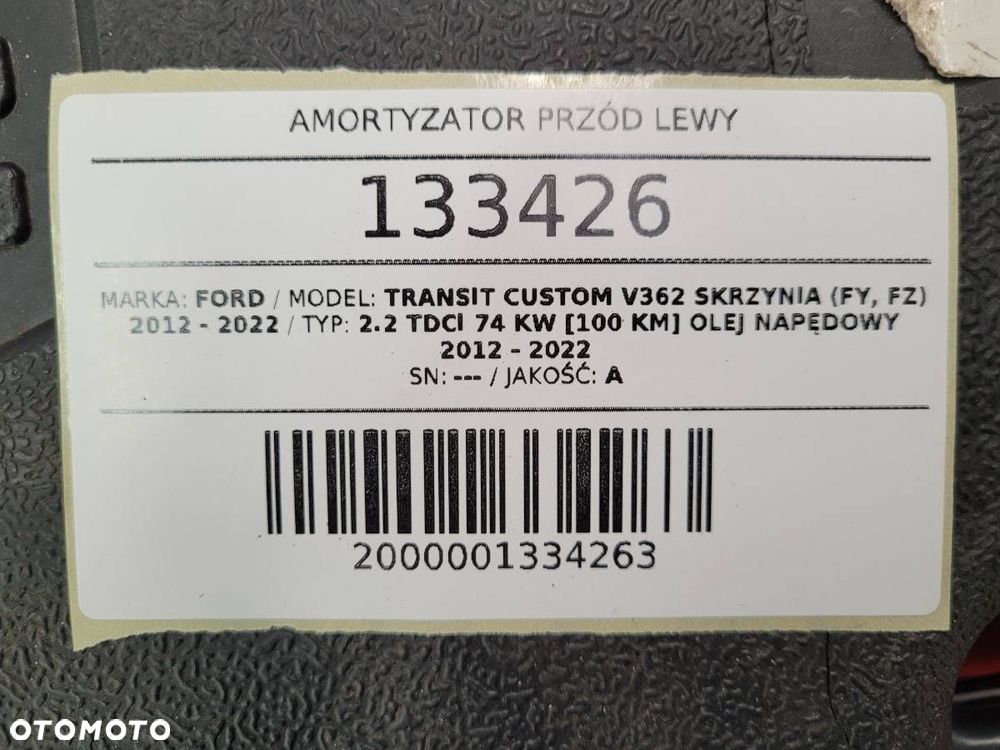 AMORTYZATOR PRZÓD LEWY
133426
MARKA: FORD / MODEL: TRANSIT CUSTOM V362 SKRZYNIA (FY, FZ)
2012 - 2022 / TYP: 2.2 TDCI 74 KW [100 KM] OLEJ NAPĘDOWY
2012 - 2022
SN: --- / JAKOŚĆ: A
2000001334263
OTOMOTO